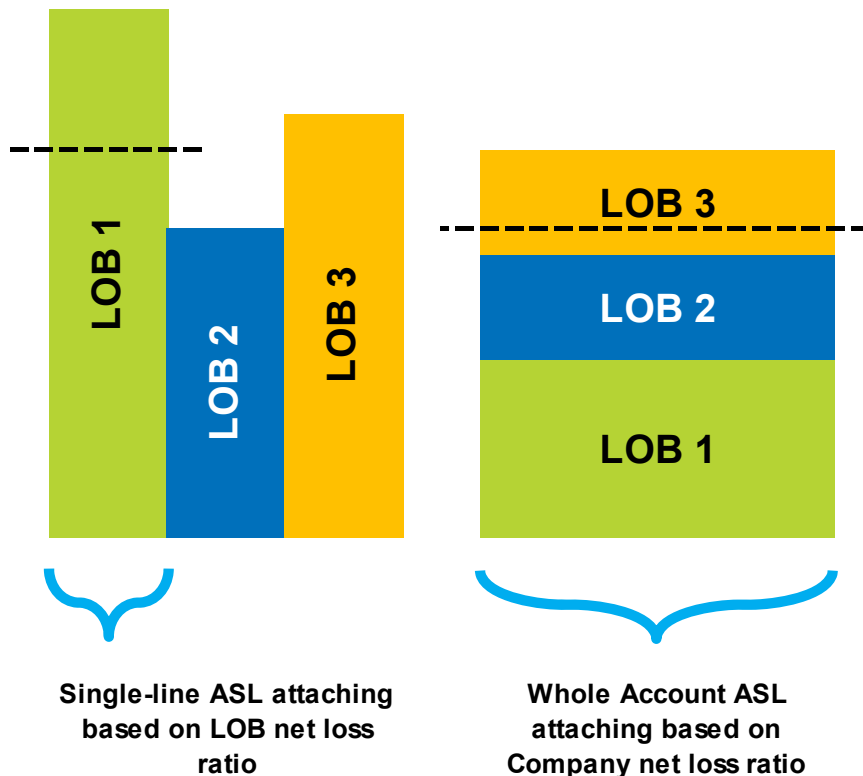 LOB 1
LOB 2
LOB 3
LOB 3
LOB 2
LOB 1
Single-line ASL attaching
based on LOB net loss
ratio
Whole Account ASL
attaching based on
Company net loss ratio